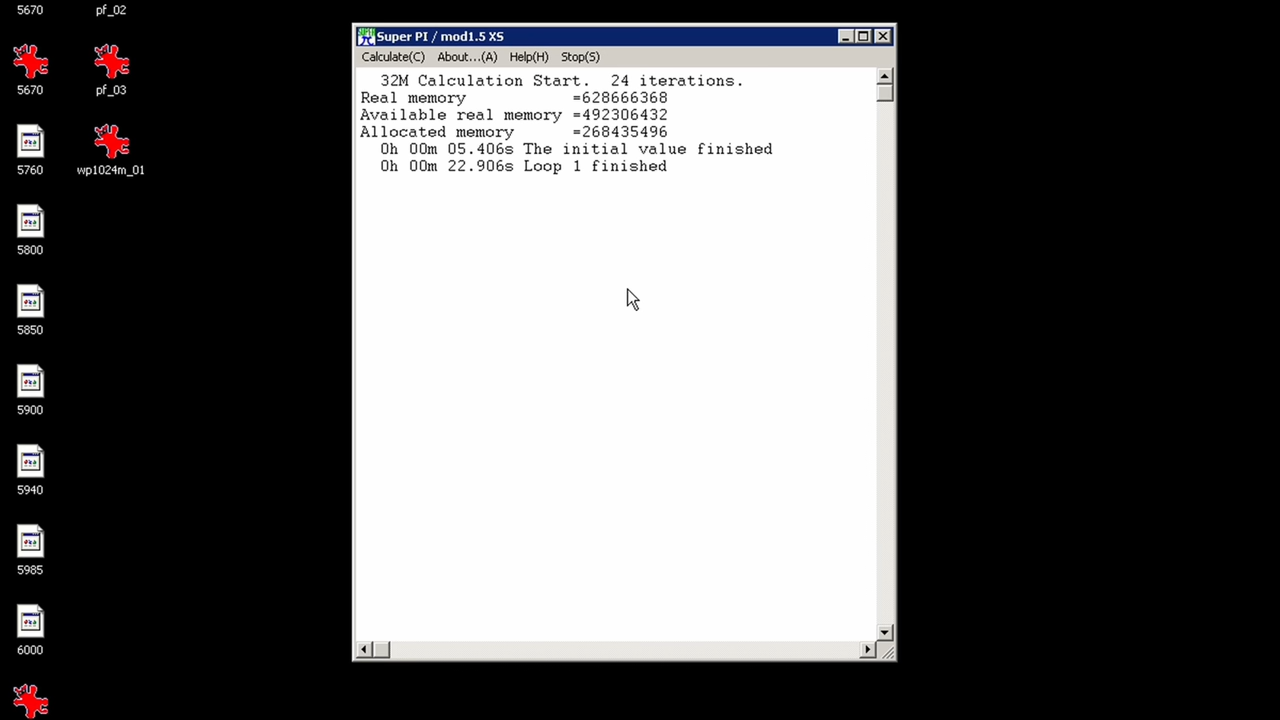 5670
pf_02
5670
pf_03
5760
wp1024m_01
5800
5850
5900
5940
5985
6000
Super PI / mod1.5 XS
Calculate(C) About...(A) Help(H) Stop(S)
32M Calculation Start. 24 iterations.
Real memory =628666368
Available real memory =492306432
Allocated memory =268435496
0h 00m 05.406s The initial value finished
0h 00m 22.906s Loop 1 finished